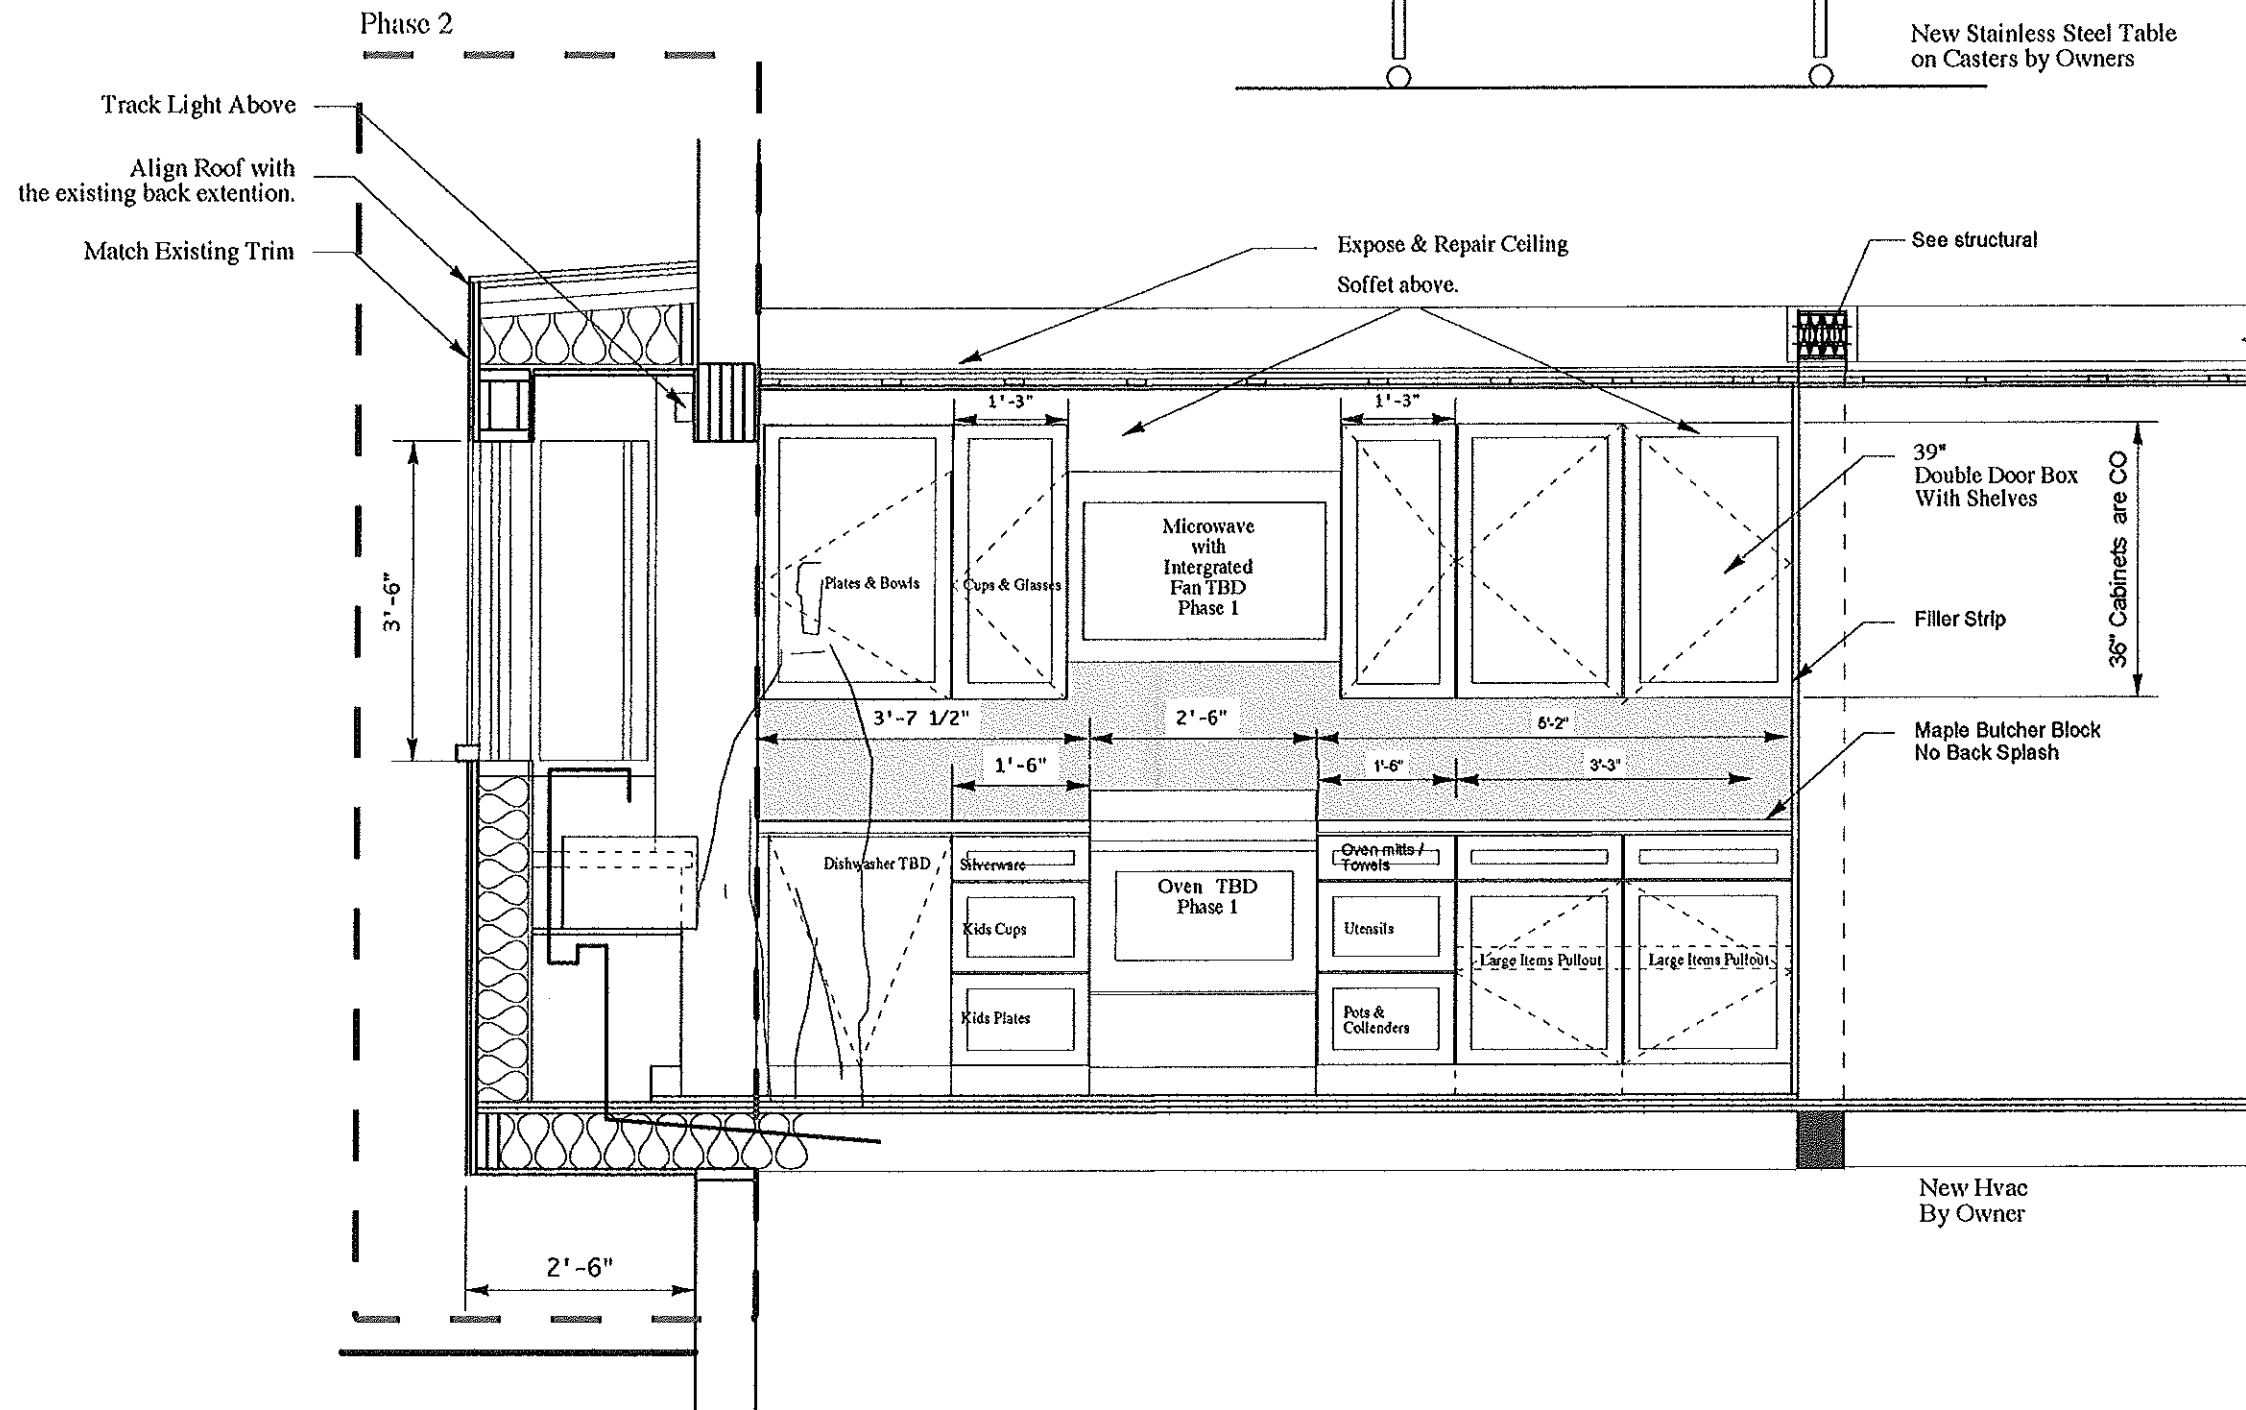 Phase 2
New Stainless Steel Table
on Casters by Owners
Track Light Above
Align Roof with
the existing back extention.
Match Existing Trim
Expose & Repair Ceiling
Soffet above.
See structural
1'-3"
1'-3"
39"
Double Door Box
With Shelves
36" Cabinets are CO
3'-6"
Microwave
with
Intergrated
Fan TBD
Phase 1
Plates & Bowls
Cups & Glasses
Filler Strip
3'-7 1/2"
2'-6"
5'-2"
Maple Butcher Block
No Back Splash
1'-6"
1'-6"
3'-3"
Dishwasher TBD
Silverware
Oven mitts /
Towels
Oven TBD
Phase 1
Kids Cups
Utensils
Large Items Pullout
Large Items Pullout
Kids Plates
Pots &
Collenders
New Hvac
By Owner
2'-6"